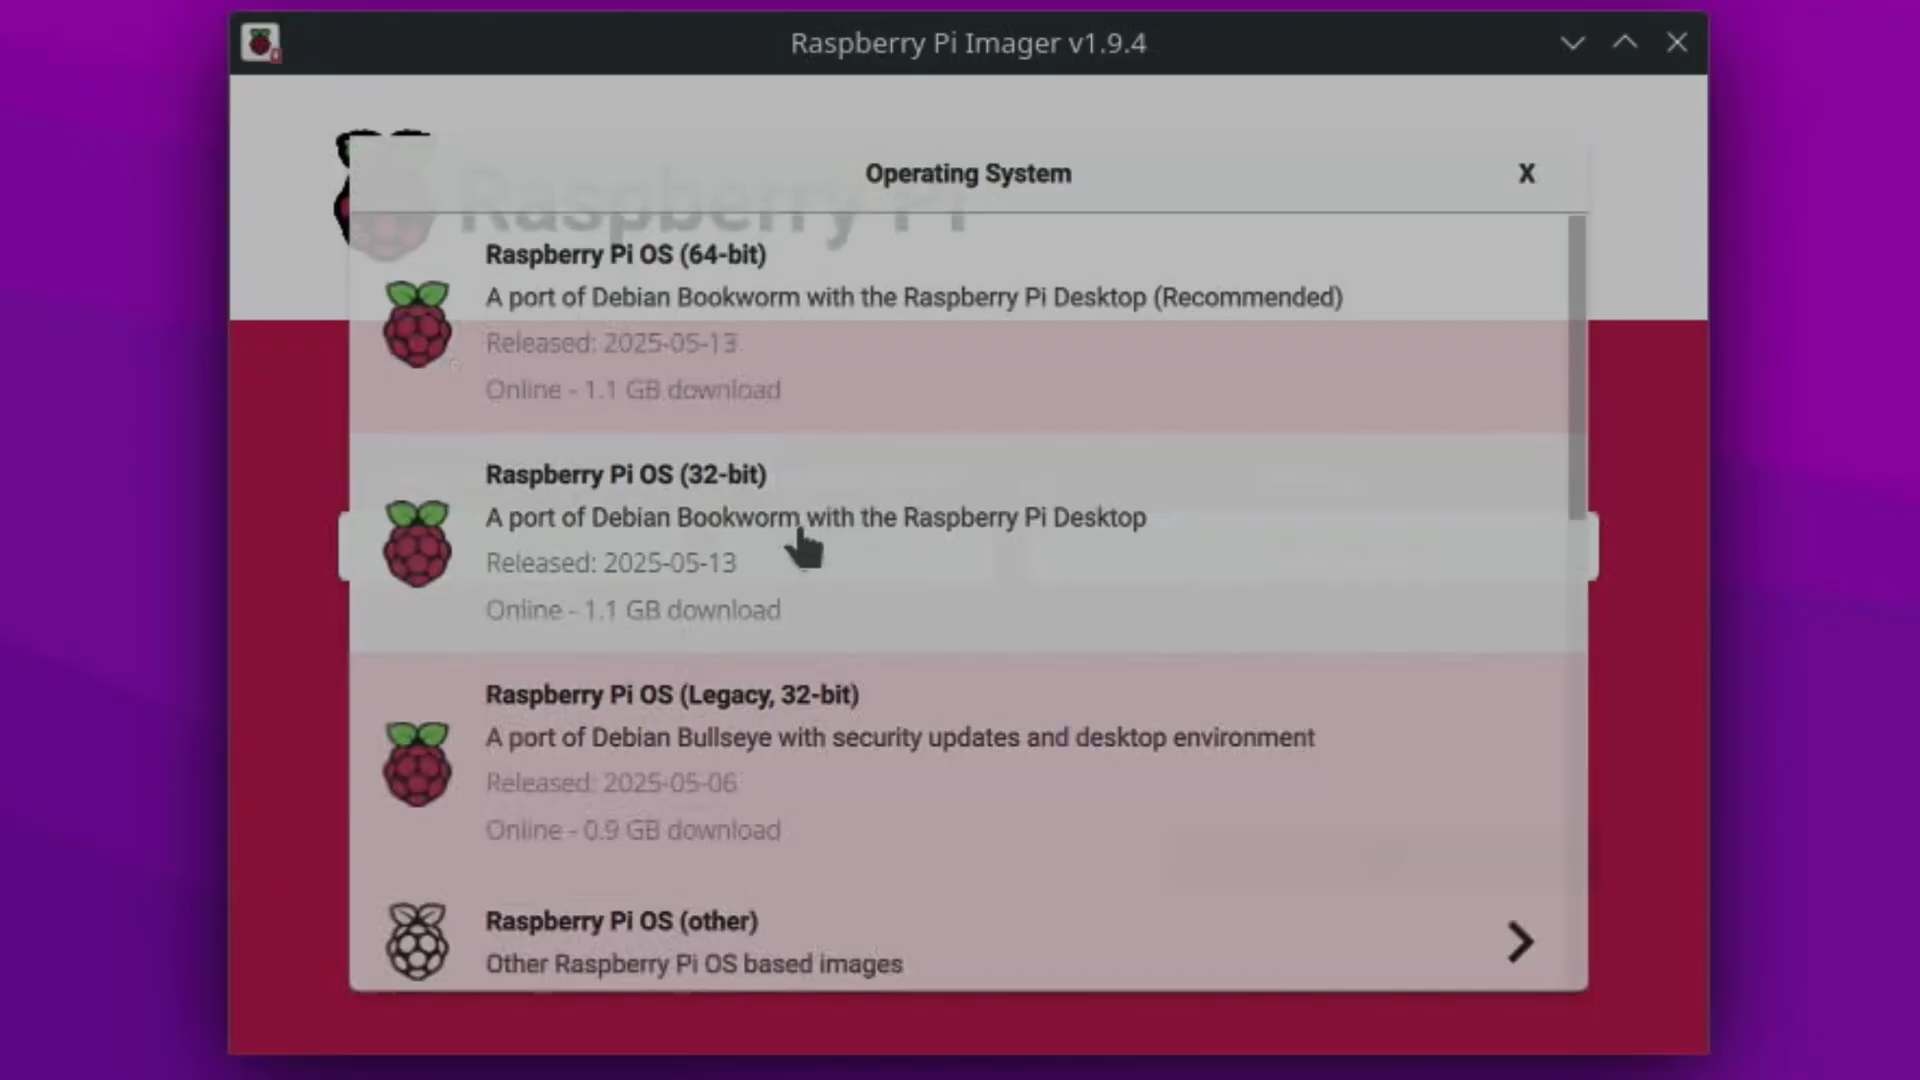 Raspberry Pi Imager v1.9.4
Raspberry Pi
Operating System
X
Raspberry Pi OS (64-bit)
A port of Debian Bookworm with the Raspberry Pi Desktop (Recommended)
Released: 2025-05-13
Online - 1.1 GB download
Raspberry Pi OS (32-bit)
A port of Debian Bookworm with the Raspberry Pi Desktop
Released: 2025-05-13
Online - 1.1 GB download
Raspberry Pi OS (Legacy, 32-bit)
A port of Debian Bullseye with security updates and desktop environment
Released: 2025-05-06
Online - 0.9 GB download
Raspberry Pi OS (other)
Other Raspberry Pi OS based images